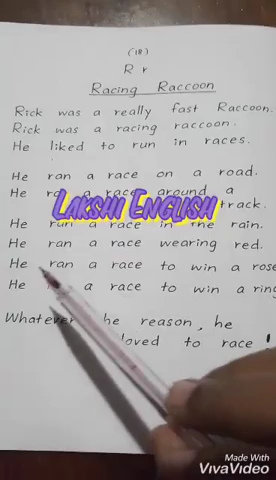 (18)
R r
Racing Raccoon
Rick was a really fast Raccoon.
Rick was a racing raccoon.
He liked to run in races.
He ran a race on a road.
He a race around a
track.
LAKSHI ENGLISH
He run a race in the rain.
He ran a race wearing red.
He ran a race to win a rose
He a race to win a ring
Whatever he reason, he
loved to race !
Made With
VivaVideo